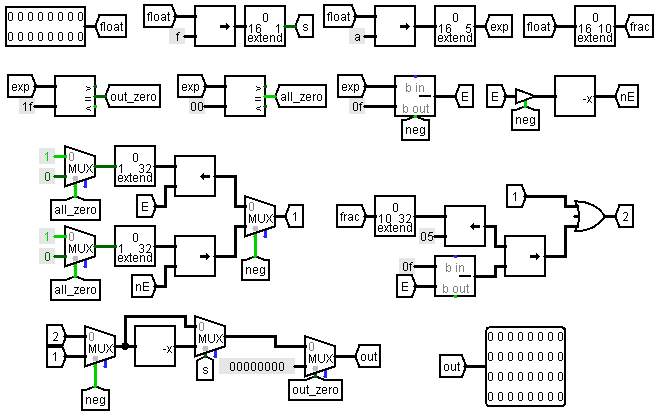 0 0 0 0 0 0 0 0
0 0 0 0 0 0 0 0
float
float
f
0
16 1
extend
s
float
a
0
16 5
extend
exp
float
0
16 10
extend
frac
exp
1f
>
=
<
out_zero
exp
00
>
=
<
all_zero
exp
0f
b in
b out
neg
E
E
neg
-x
nE
1
0
0
MUX
all_zero
0
1 32
extend
E
1
0
0
MUX
all_zero
0
1 32
extend
nE
0
MUX
neg
1
frac
0
10 32
extend
05
0f
E
b in
b out
1
2
2
1
0
MUX
neg
-x
0
MUX
s
00000000
0
MUX
out_zero
out
out
0 0 0 0 0 0 0 0
0 0 0 0 0 0 0 0
0 0 0 0 0 0 0 0
0 0 0 0 0 0 0 0